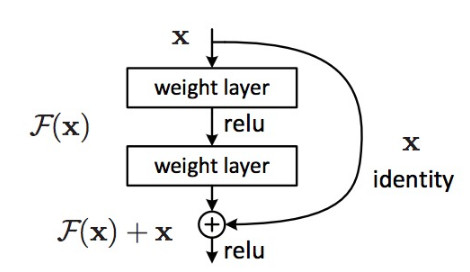 x
weight layer
relu
F(x)
weight layer
x
identity
F(x) + x
relu